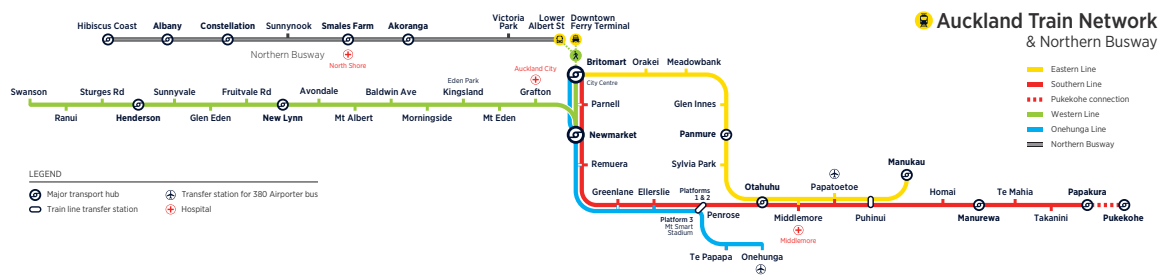 Auckland Train Network
& Northern Busway
Hibiscus Coast
Albany
Constellation
Sunnynook
Smales Farm
Akoranga
Victoria
Park
Lower
Albert St
Downtown
Ferry Terminal
Northern Busway
North Shore
Britomart
City Centre
Orakei
Meadowbank
Auckland City
Swanson
Sturges Rd
Sunnyvale
Fruitvale Rd
Avondale
Baldwin Ave
Eden Park
Kingsland
Grafton
Ranui
Henderson
Glen Eden
New Lynn
Mt Albert
Morningside
Mt Eden
Parnell
Glen Innes
Newmarket
Panmure
Remuera
Sylvia Park
Eastern Line
Southern Line
Pukekohe connection
Western Line
Onehunga Line
Northern Busway
LEGEND
Major transport hub
Transfer station for 380 Airporter bus
Train line transfer station
Hospital
Greenlane
Ellerslie
Platforms
1 & 2
Otahuhu
Papatoetoe
Manukau
Homai
Te Mahia
Papakura
Platform 3
Mt Smart
Stadium
Penrose
Middlemore
Middlemore
Puhinui
Manurewa
Takanini
Pukekohe
Te Papapa
Onehunga